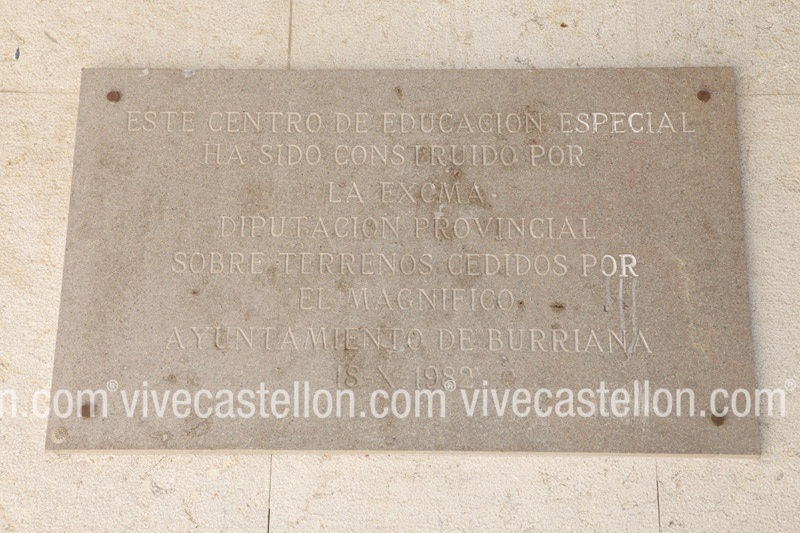 ESTE CENTRO DE EDUCACION ESPECIAL
HA SIDO CONSTRUIDO POR
LA EXCMA.
DIPUTACION PROVINCIAL
SOBRE TERRENOS CEDIDOS POR
EL MAGNIFICO
AYUNTAMIENTO DE BURRIANA
18-X-1982
n.com® vivecastellon.com® vivecastellon.com®